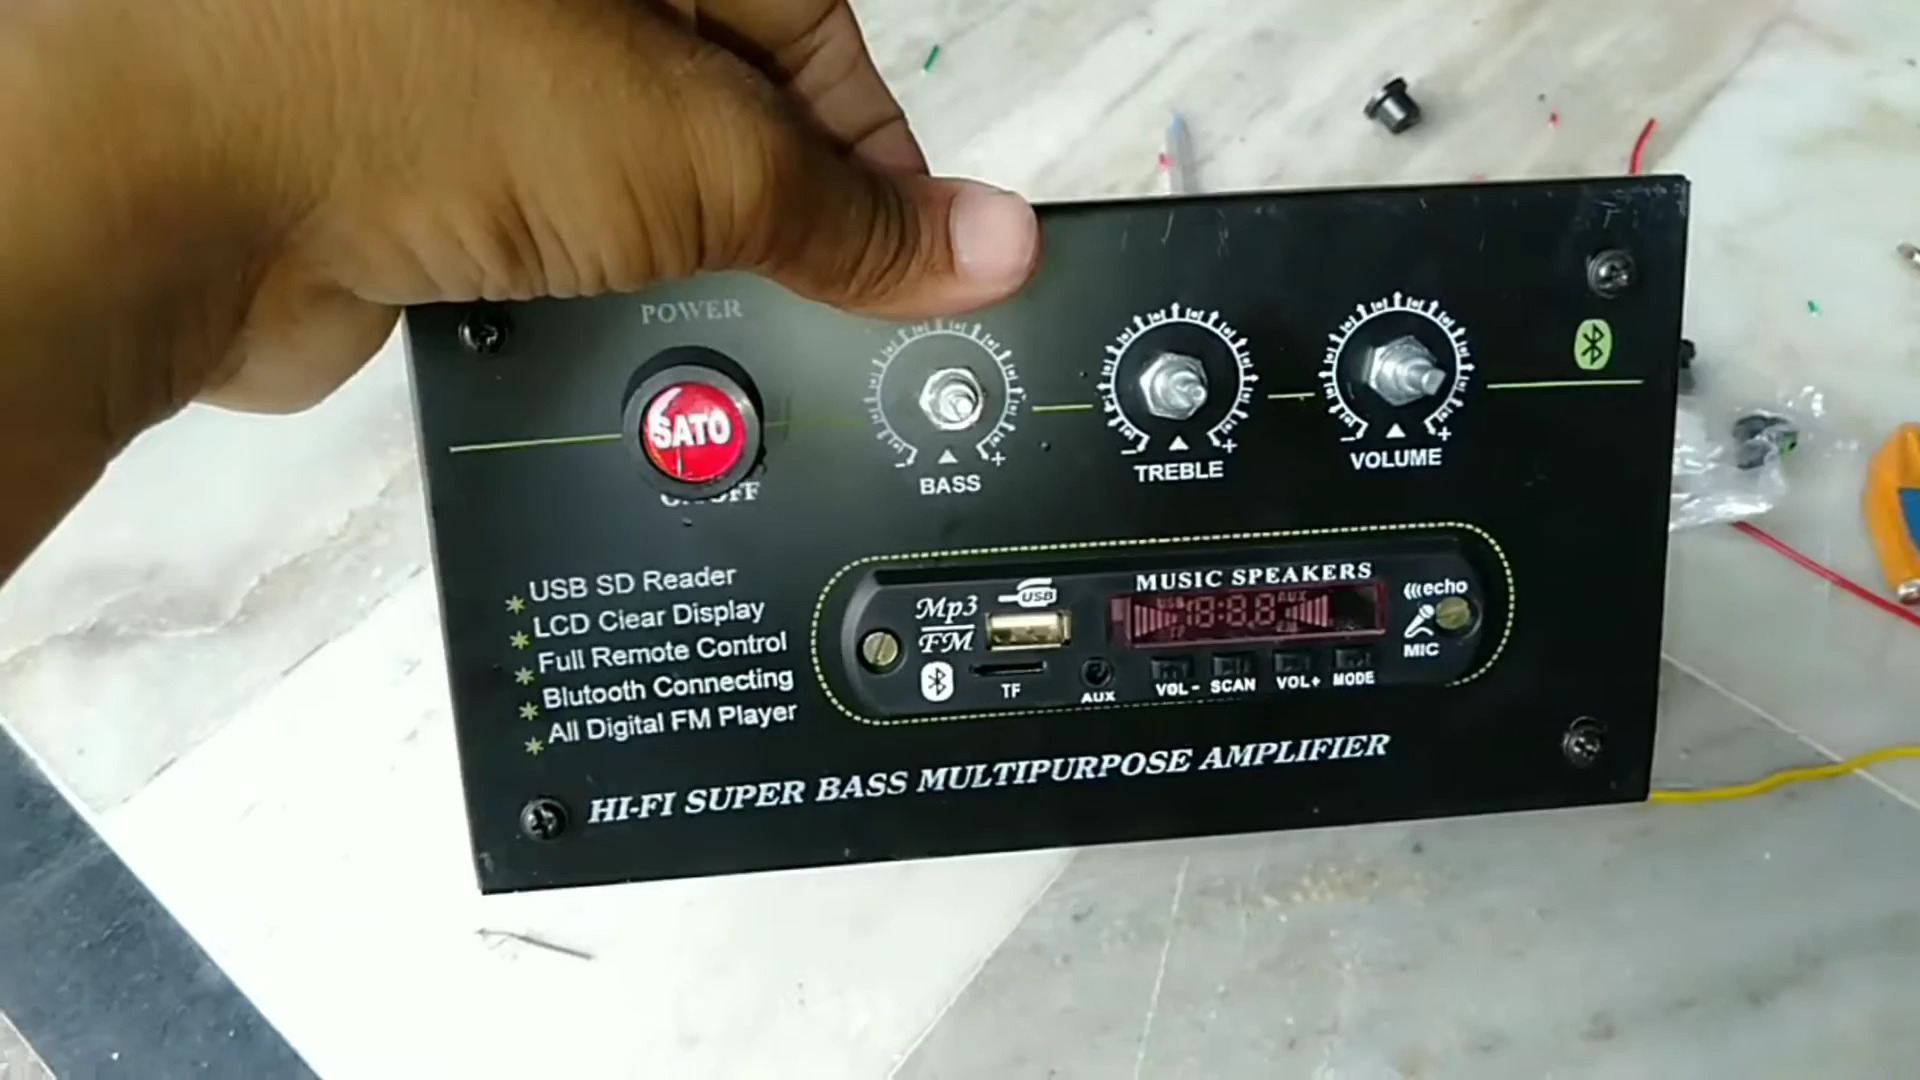 POWER
SATO
ON/OFF
BASS
TREBLE
VOLUME
USB SD Reader
LCD Clear Display
Full Remote Control
Blutooth Connecting
All Digital FM Player
Mp3
FM
USB
TF
AUX
MUSIC SPEAKERS
VOL-
SCAN
VOL+
MODE
echo
MIC
HI-FI SUPER BASS MULTIPURPOSE AMPLIFIER